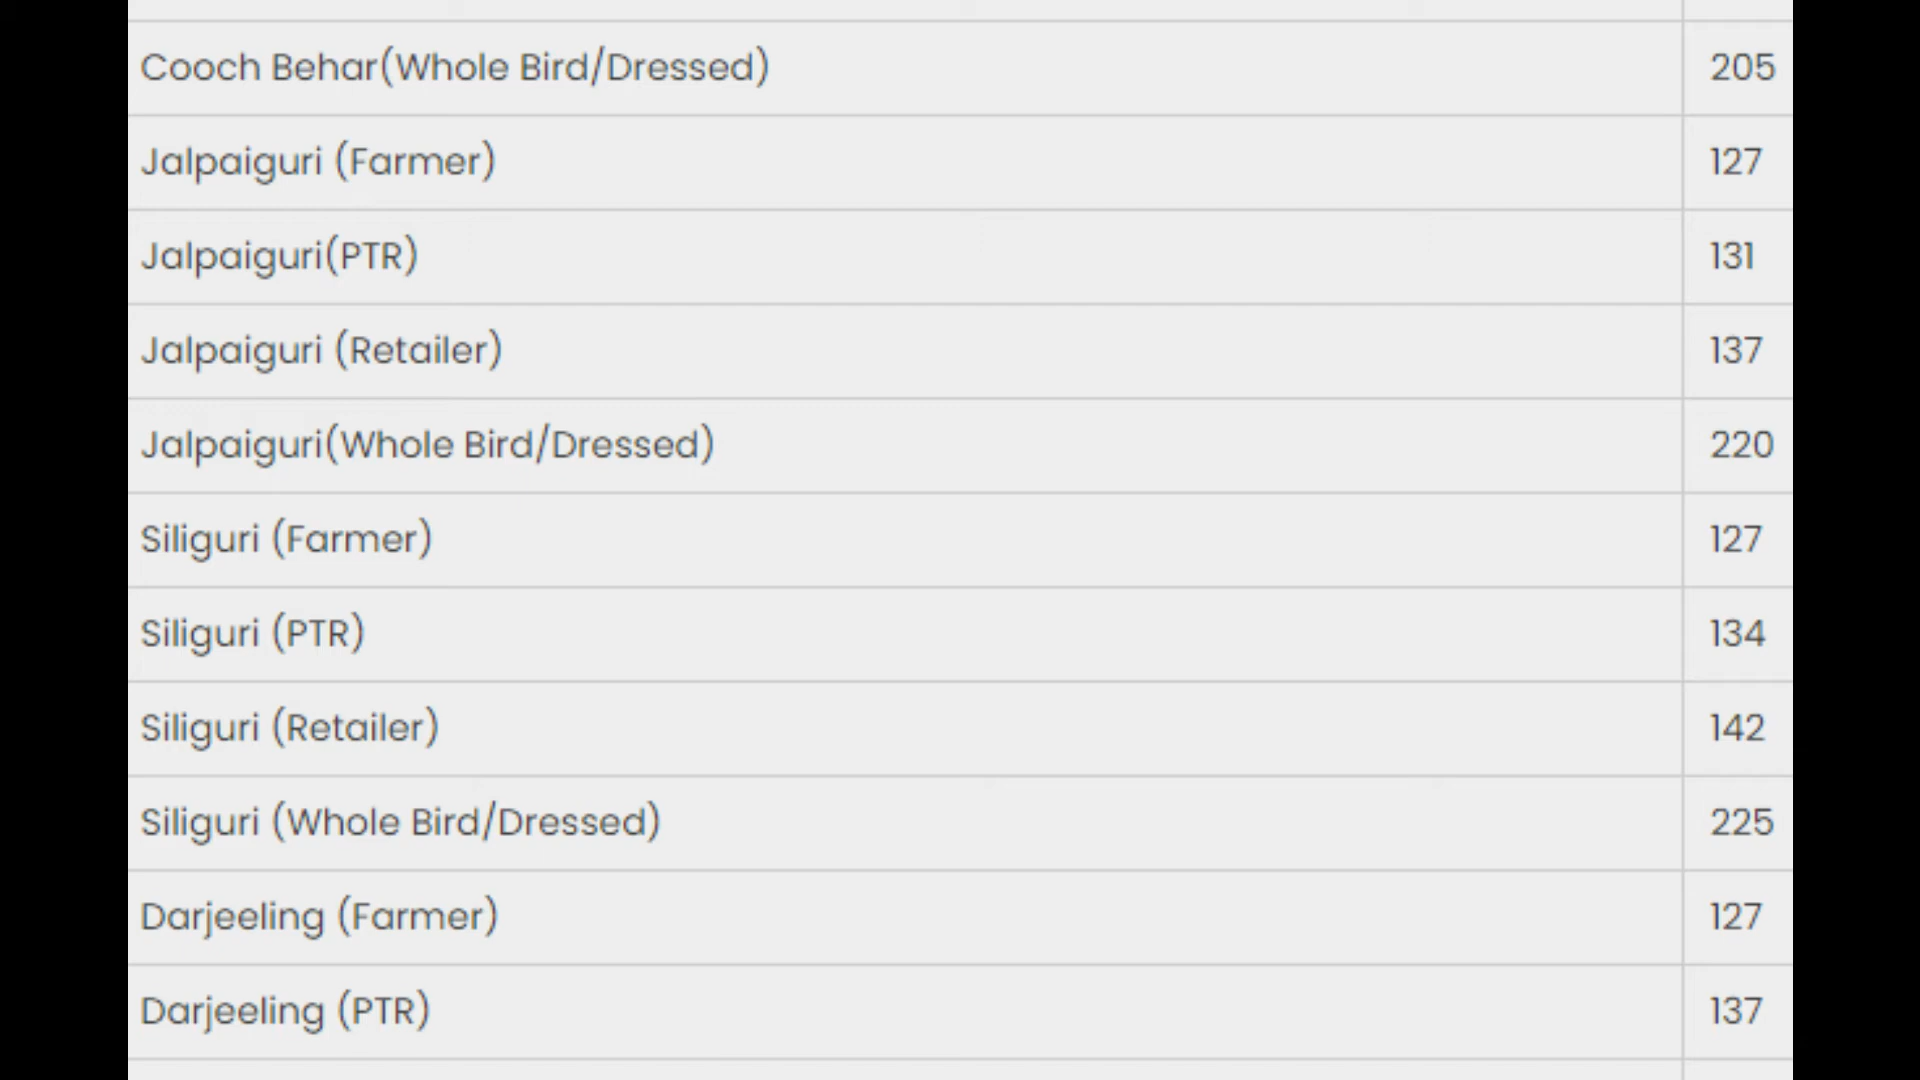 Cooch Behar(Whole Bird/Dressed) 205
Jalpaiguri (Farmer) 127
Jalpaiguri(PTR) 131
Jalpaiguri (Retailer) 137
Jalpaiguri(Whole Bird/Dressed) 220
Siliguri (Farmer) 127
Siliguri (PTR) 134
Siliguri (Retailer) 142
Siliguri (Whole Bird/Dressed) 225
Darjeeling (Farmer) 127
Darjeeling (PTR) 137